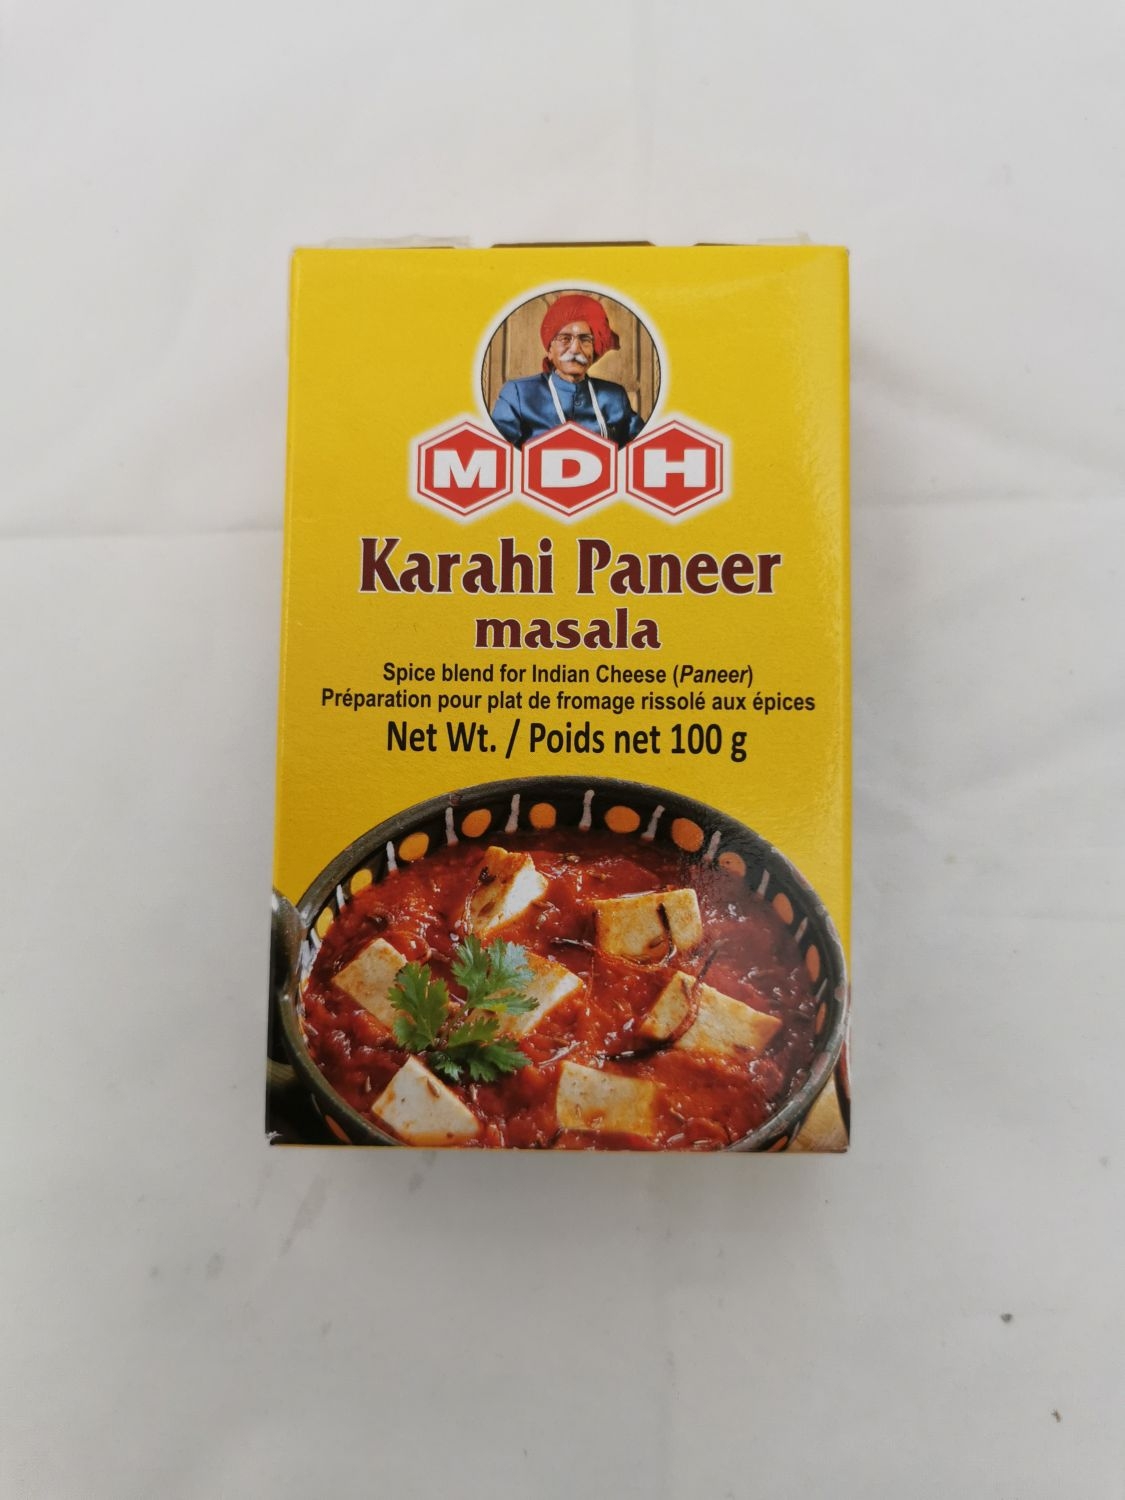 MDH
Karahi Paneer
masala
Spice blend for Indian Cheese (Paneer)
Préparation pour plat de fromage rissolé aux épices
Net Wt. / Poids net 100 g